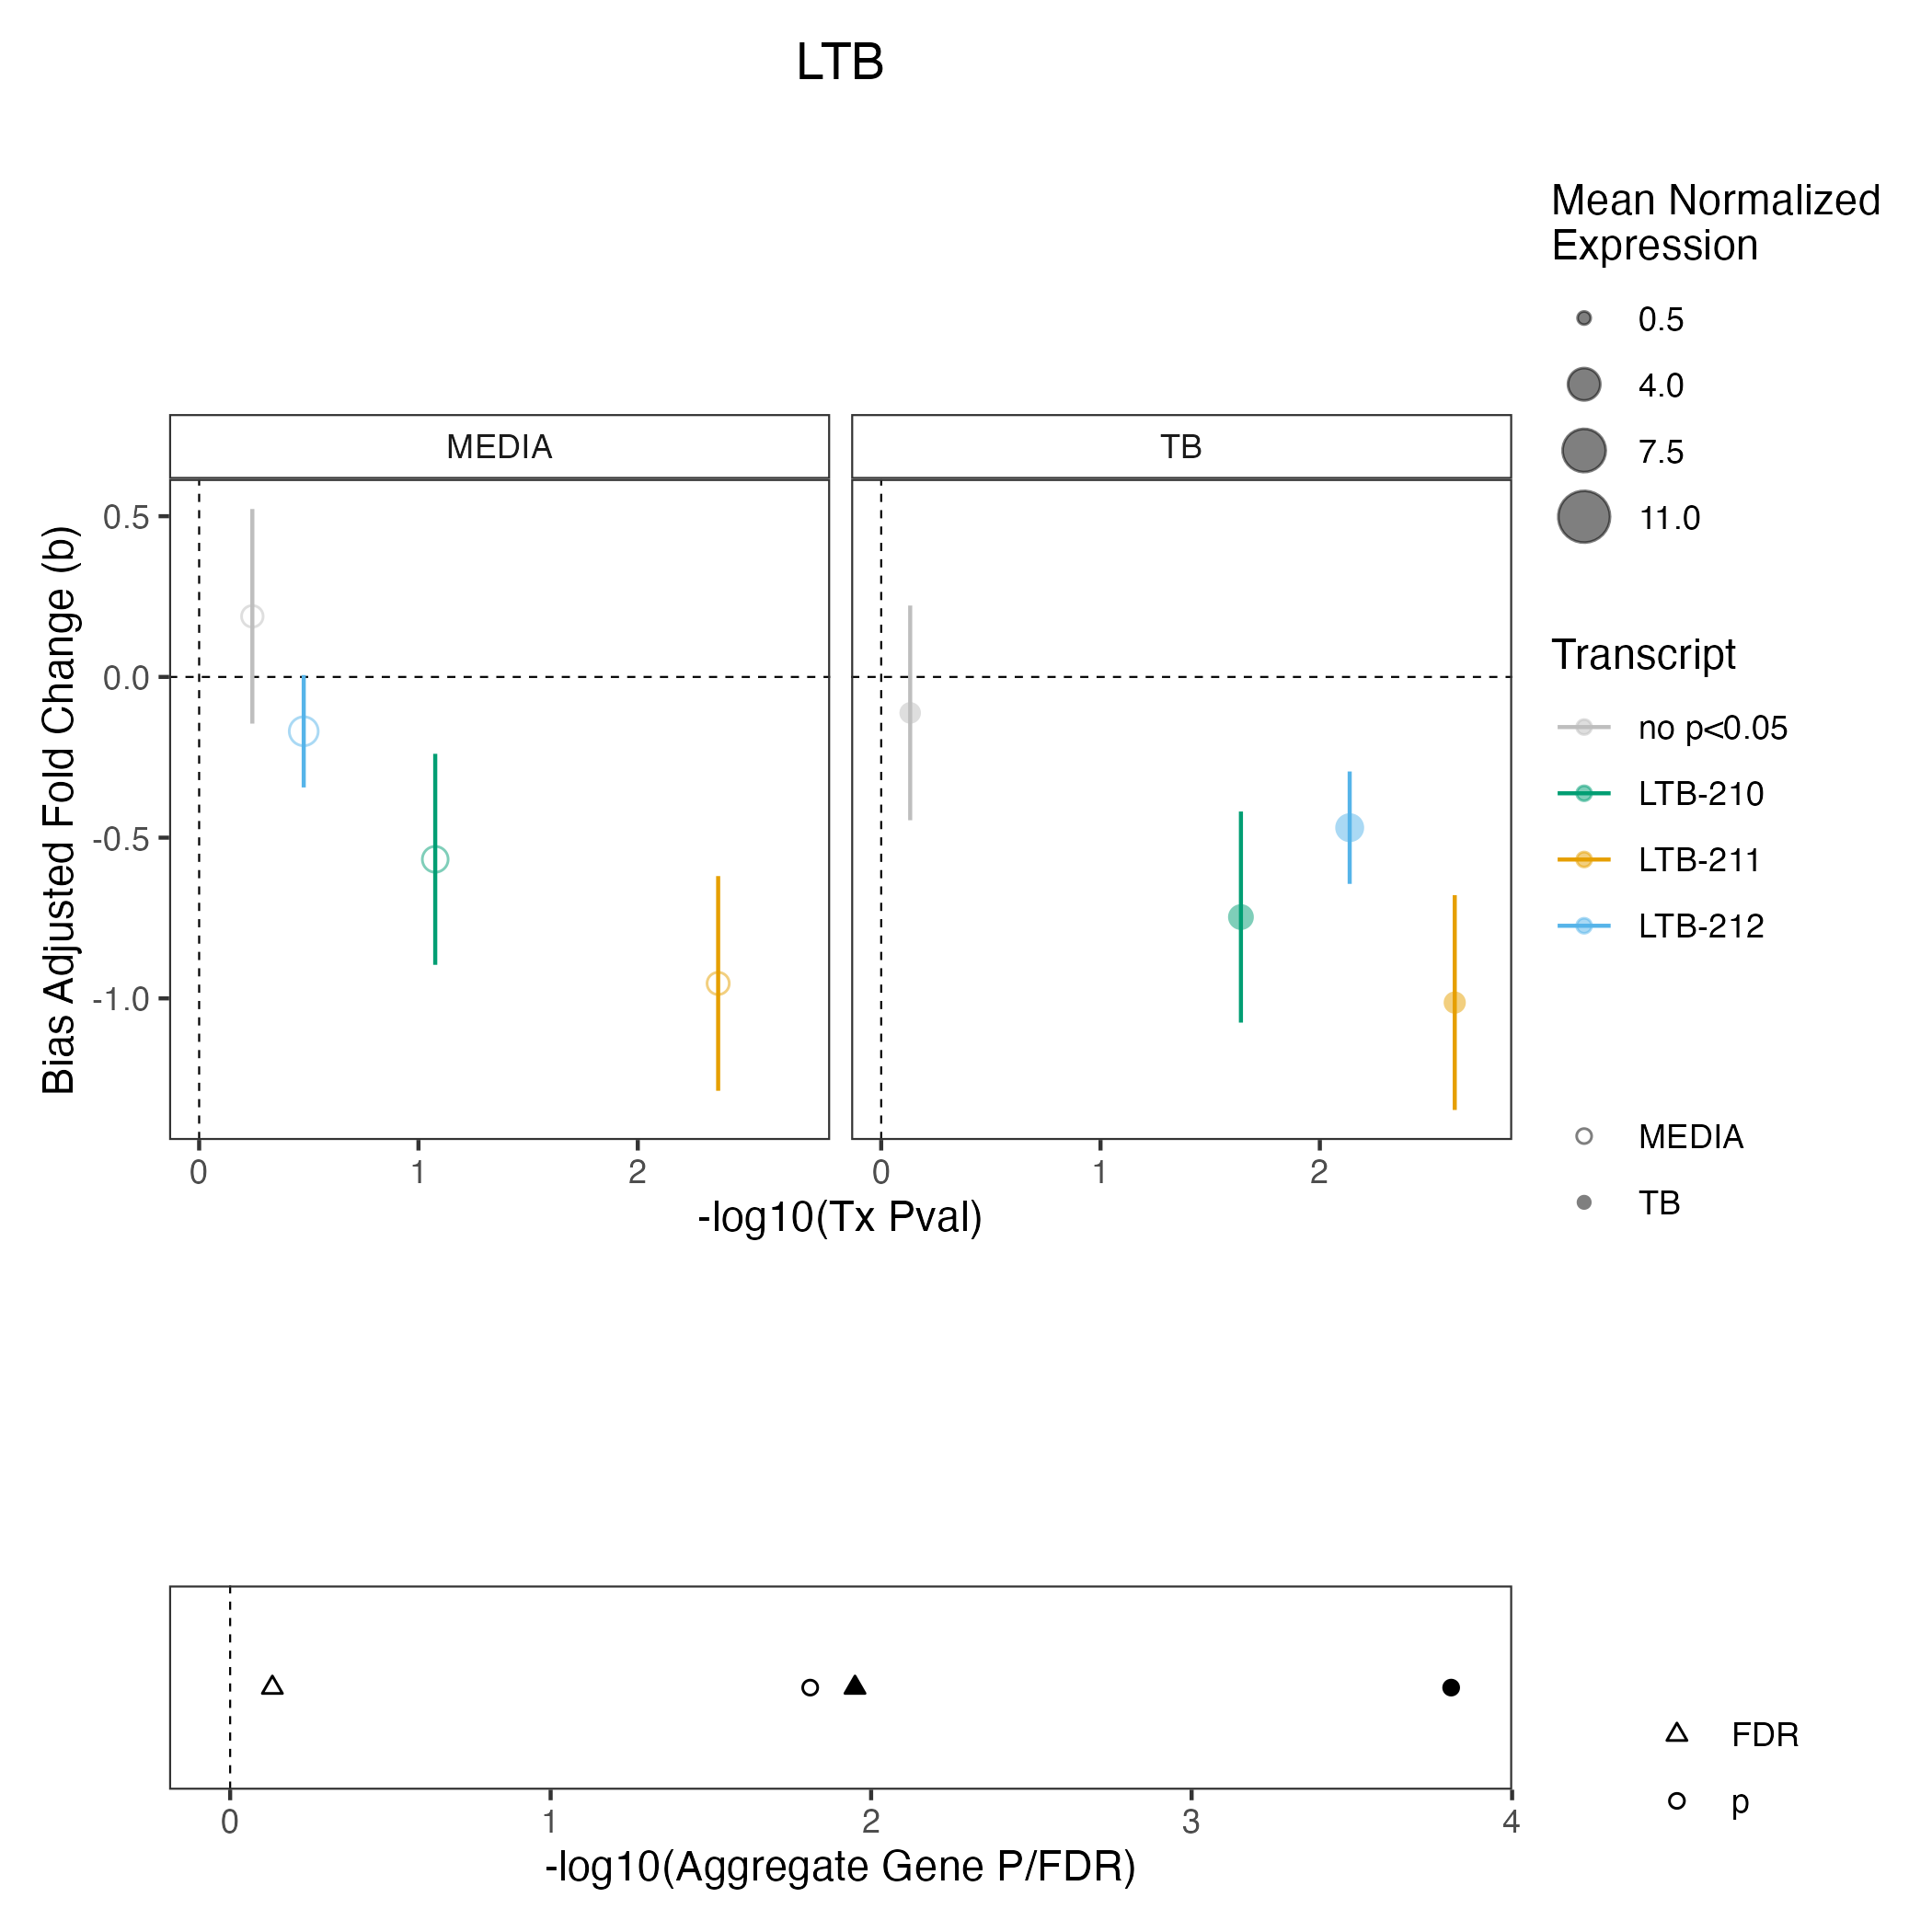 LTB
Mean Normalized
Expression
0.5
4.0
7.5
11.0
MEDIA
TB
Bias Adjusted Fold Change (b)
0.5
0.0
-0.5
-1.0
0
1
2
0
1
2
-log10(Tx Pval)
Transcript
no p<0.05
LTB-210
LTB-211
LTB-212
MEDIA
TB
0
1
2
3
4
-log10(Aggregate Gene P/FDR)
FDR
p